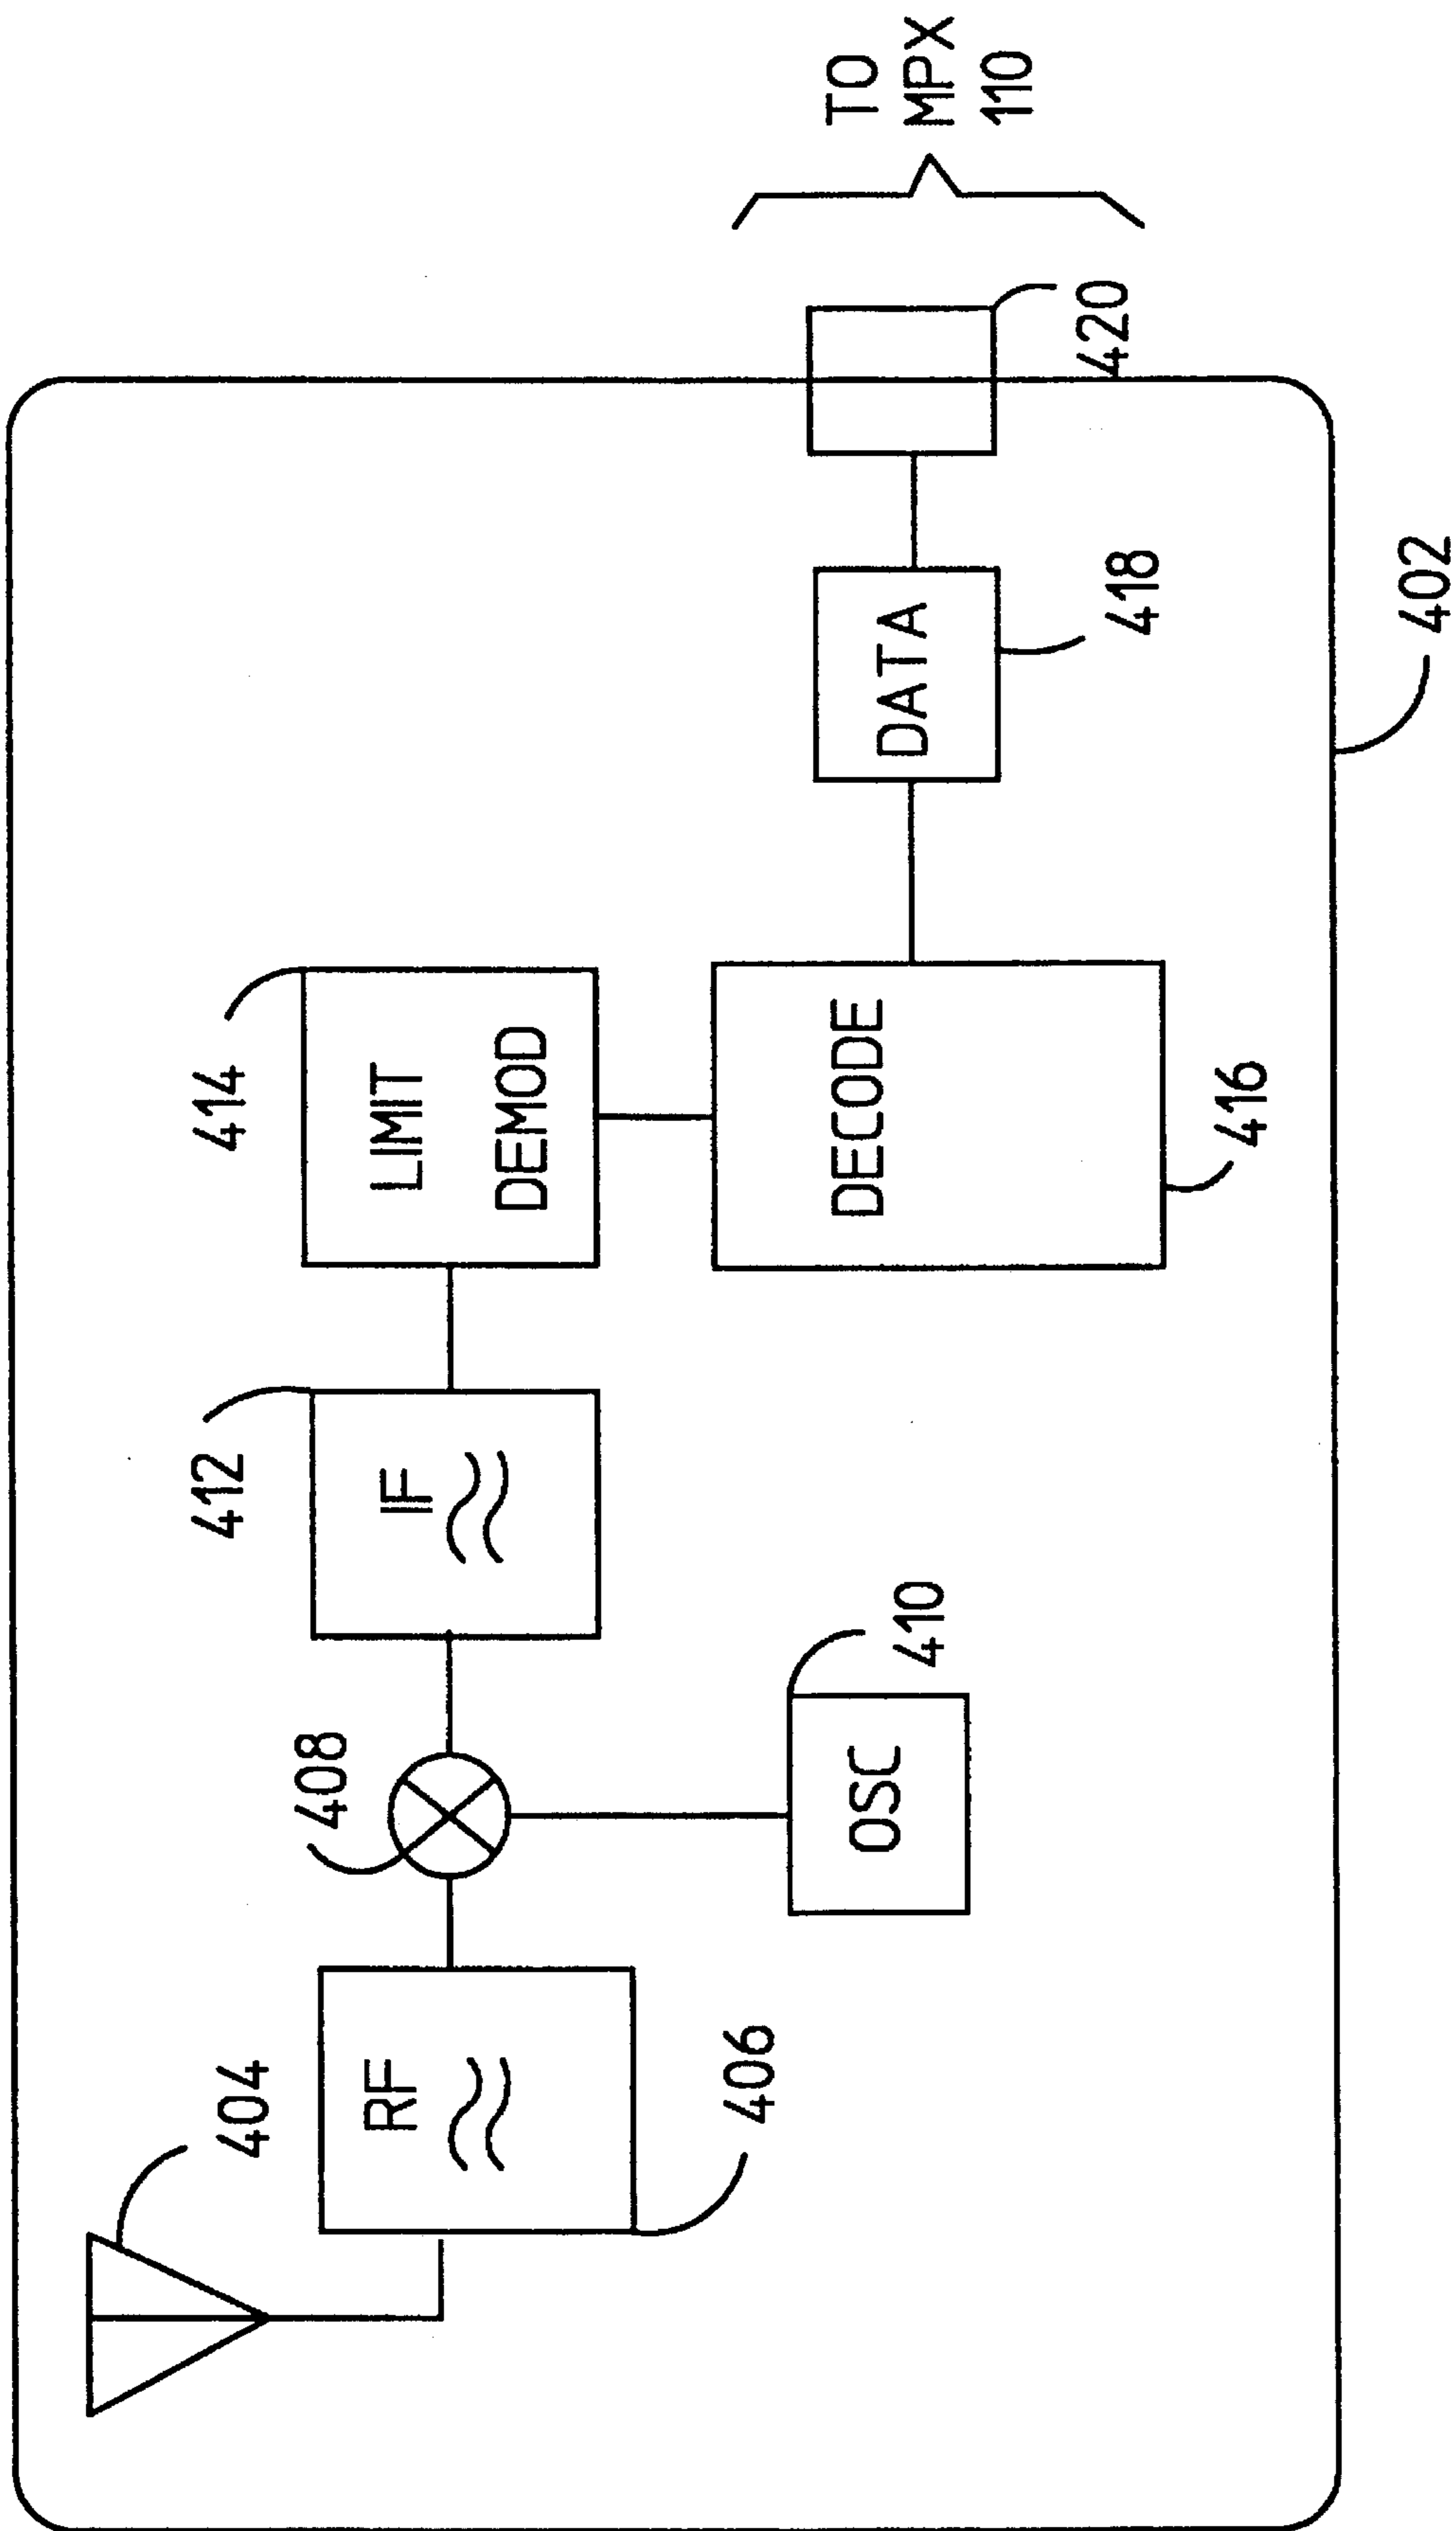 404
RF
406
408
OSC
410
412
IF
414
LIMIT
DEMOD
DECODE
416
DATA
418
420
402
TO
MPX
110